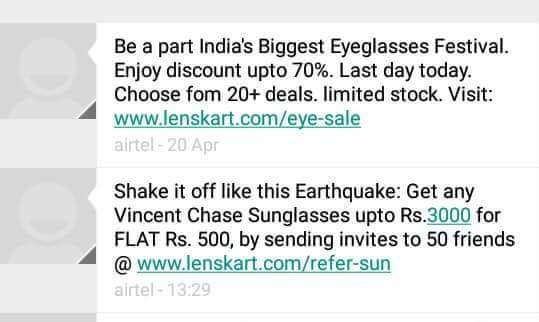 Be a part India's Biggest Eyeglasses Festival.
Enjoy discount upto 70%. Last day today.
Choose fom 20+ deals. limited stock. Visit:
www.lenskart.com/eye-sale
airtel - 20 Apr
Shake it off like this Earthquake: Get any
Vincent Chase Sunglasses upto Rs.3000 for
FLAT Rs. 500, by sending invites to 50 friends
@ www.lenskart.com/refer-sun
airtel - 13:29